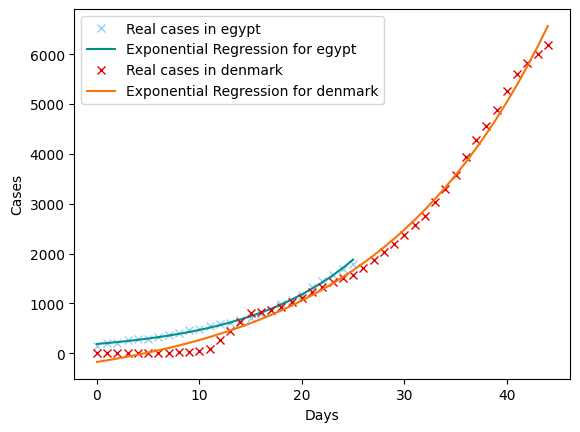 Real cases in egypt
Exponential Regression for egypt
Real cases in denmark
Exponential Regression for denmark
6000
5000
4000
3000
2000
1000
0
Cases
0 10 20 30 40
Days